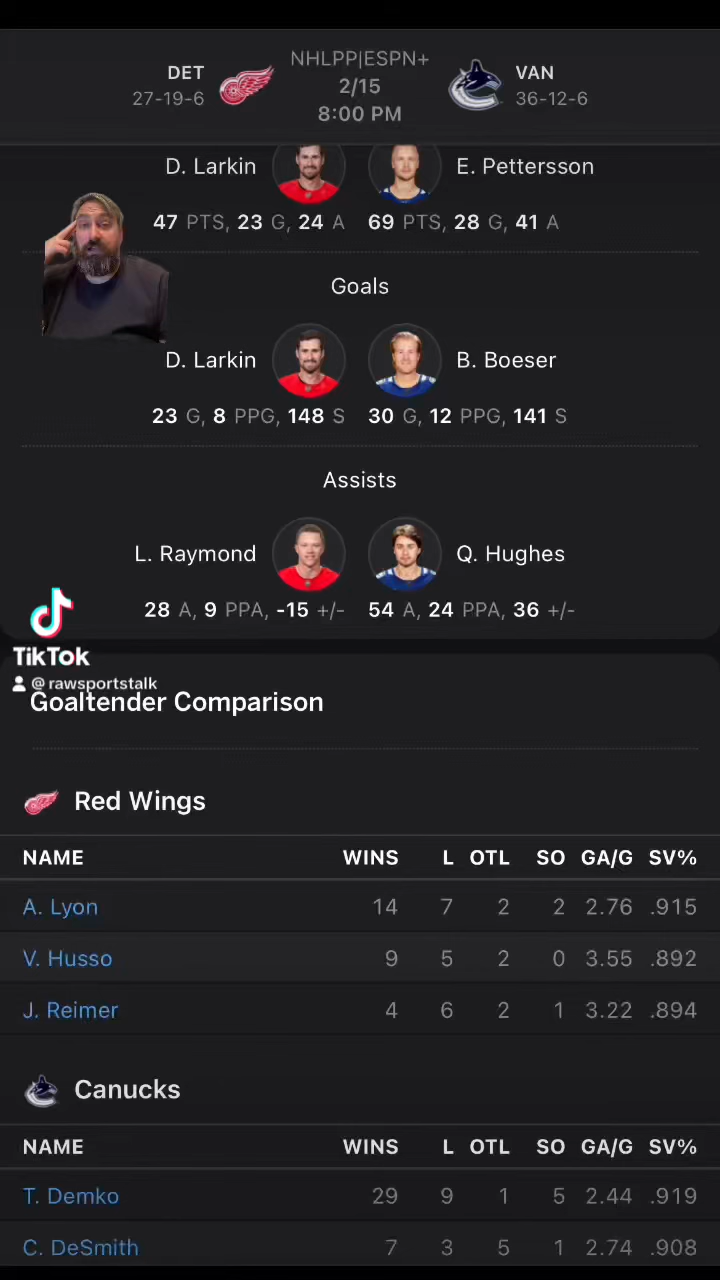 NHLPP|ESPN+
DET
27-19-6
2/15
8:00 PM
VAN
36-12-6
D. Larkin
E. Pettersson
47 PTS, 23 G, 24 A
69 PTS, 28 G, 41 A
Goals
D. Larkin
B. Boeser
23 G, 8 PPG, 148 S
30 G, 12 PPG, 141 S
Assists
L. Raymond
Q. Hughes
28 A, 9 PPA, -15 +/-
54 A, 24 PPA, 36 +/-
TikTok
@rawsportstalk
Goaltender Comparison
Red Wings
NAME WINS L OTL SO GA/G SV%
A. Lyon 14 7 2 2 2.76 .915
V. Husso 9 5 2 0 3.55 .892
J. Reimer 4 6 2 1 3.22 .894
Canucks
NAME WINS L OTL SO GA/G SV%
T. Demko 29 9 1 5 2.44 .919
C. DeSmith 7 3 5 1 2.74 .908